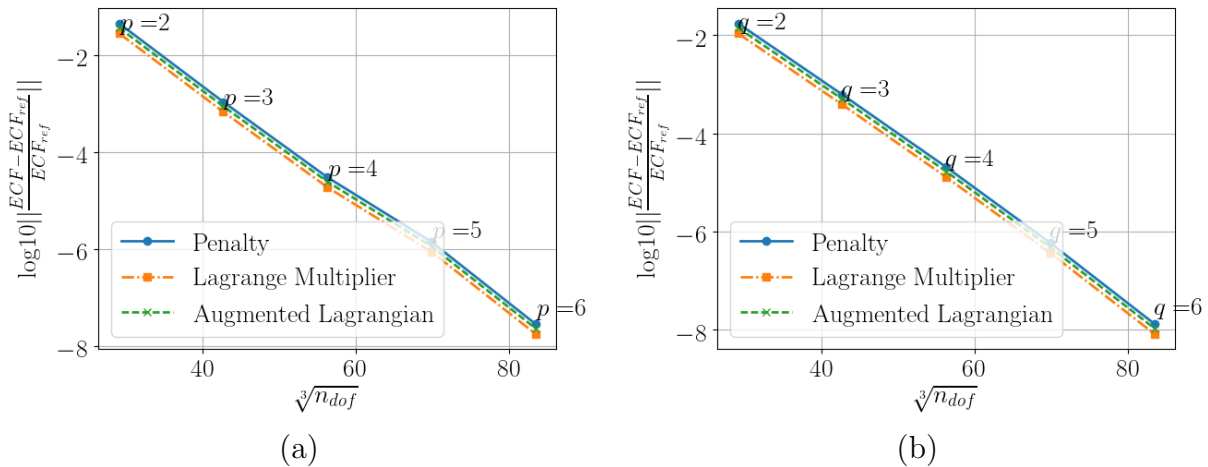 p =2
p =3
p =4
p =5
p =6
−2
−4
−6
−8
log10||ECF−ECF_ref / ECF_ref||
Penalty
Lagrange Multiplier
Augmented Lagrangian
40 60 80
∛n_dof
(a)
q =2
q =3
q =4
q =5
q =6
−2
−4
−6
−8
log10||ECF−ECF_ref / ECF_ref||
Penalty
Lagrange Multiplier
Augmented Lagrangian
40 60 80
∛n_dof
(b)